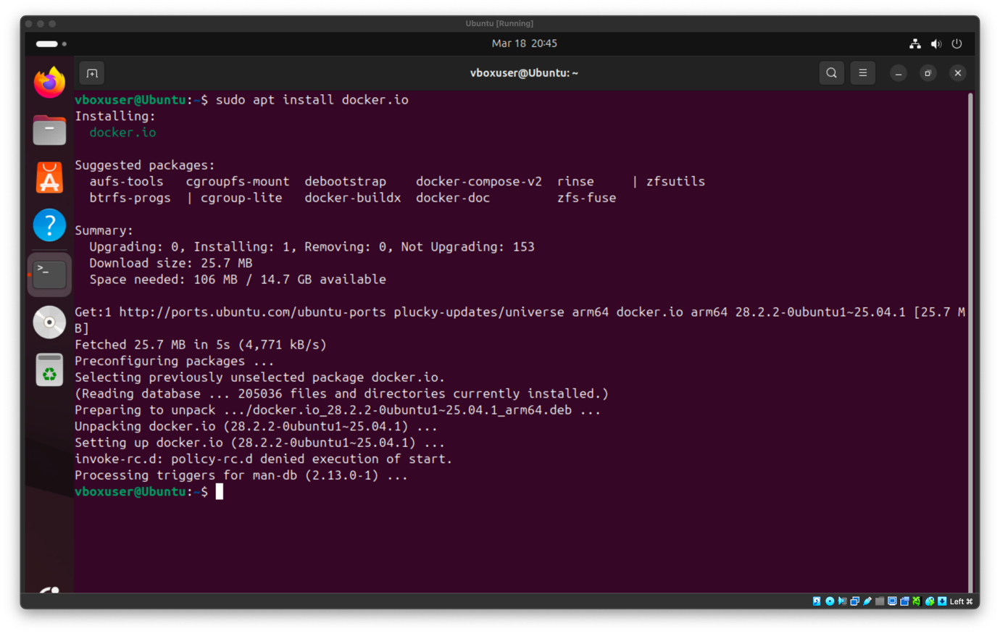 Ubuntu [Running]
Mar 18 20:45
vboxuser@Ubuntu: ~
vboxuser@Ubuntu:~$ sudo apt install docker.io
Installing:
  docker.io

Suggested packages:
  aufs-tools   cgroupfs-mount  debootstrap    docker-compose-v2  rinse     | zfsutils
  btrfs-progs  | cgroup-lite   docker-buildx  docker-doc         zfs-fuse

Summary:
  Upgrading: 0, Installing: 1, Removing: 0, Not Upgrading: 153
  Download size: 25.7 MB
  Space needed: 106 MB / 14.7 GB available

Get:1 http://ports.ubuntu.com/ubuntu-ports plucky-updates/universe arm64 docker.io arm64 28.2.2-0ubuntu1~25.04.1 [25.7 M
B]
Fetched 25.7 MB in 5s (4,771 kB/s)
Preconfiguring packages ...
Selecting previously unselected package docker.io.
(Reading database ... 205036 files and directories currently installed.)
Preparing to unpack .../docker.io_28.2.2-0ubuntu1~25.04.1_arm64.deb ...
Unpacking docker.io (28.2.2-0ubuntu1~25.04.1) ...
Setting up docker.io (28.2.2-0ubuntu1~25.04.1) ...
invoke-rc.d: policy-rc.d denied execution of start.
Processing triggers for man-db (2.13.0-1) ...
vboxuser@Ubuntu:~$
Left ⌘